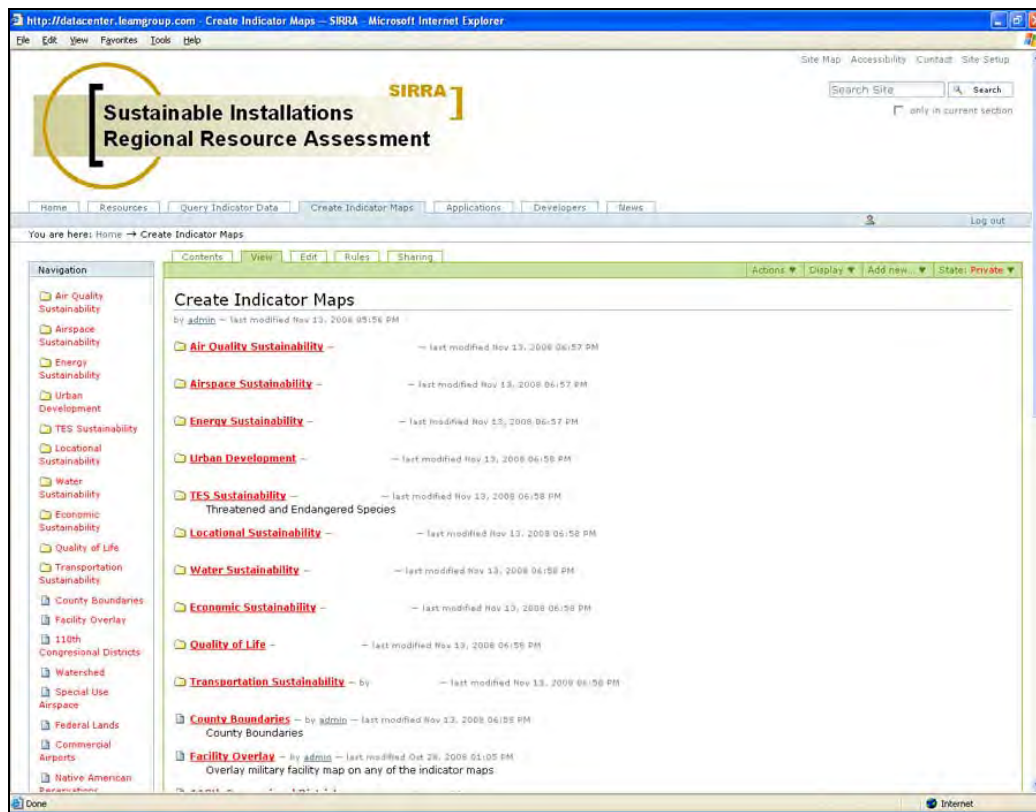 http://datacenter.leamgroup.com - Create Indicator Maps — SIRRA - Microsoft Internet Explorer
File Edit View Favorites Tools Help
Site Map Accessibility Contact Site Setup
SIRRA
Search Site Search
only in current section
Sustainable Installations
Regional Resource Assessment
Home Resources Query Indicator Data Create Indicator Maps Applications Developers News
Log out
You are here: Home → Create Indicator Maps
Navigation
Air Quality
Sustainability
Airspace
Sustainability
Energy
Sustainability
Urban
Development
TES Sustainability
Locational
Sustainability
Water
Sustainability
Economic
Sustainability
Quality of Life
Transportation
Sustainability
County Boundaries
Facility Overlay
110th
Congresional Districts
Watershed
Special Use
Airspace
Federal Lands
Commercial
Airports
Native American
Reservations
Contents View Edit Rules Sharing
Actions ▼ Display ▼ Add new... ▼ State: Private ▼
Create Indicator Maps
by admin — last modified Nov 13, 2008 05:56 PM
Air Quality Sustainability — — last modified Nov 13, 2008 06:57 PM
Airspace Sustainability — — last modified Nov 13, 2008 06:57 PM
Energy Sustainability — — last modified Nov 13, 2008 06:57 PM
Urban Development — — last modified Nov 13, 2008 06:58 PM
TES Sustainability — — last modified Nov 13, 2008 06:58 PM
Threatened and Endangered Species
Locational Sustainability — — last modified Nov 13, 2008 06:58 PM
Water Sustainability — — last modified Nov 13, 2008 06:58 PM
Economic Sustainability — — last modified Nov 13, 2008 06:58 PM
Quality of Life — — last modified Nov 13, 2008 06:58 PM
Transportation Sustainability — by — last modified Nov 13, 2008 06:58 PM
County Boundaries — by admin — last modified Nov 13, 2008 06:58 PM
County Boundaries
Facility Overlay — by admin — last modified Oct 28, 2008 01:05 PM
Overlay military facility map on any of the indicator maps
Done Internet